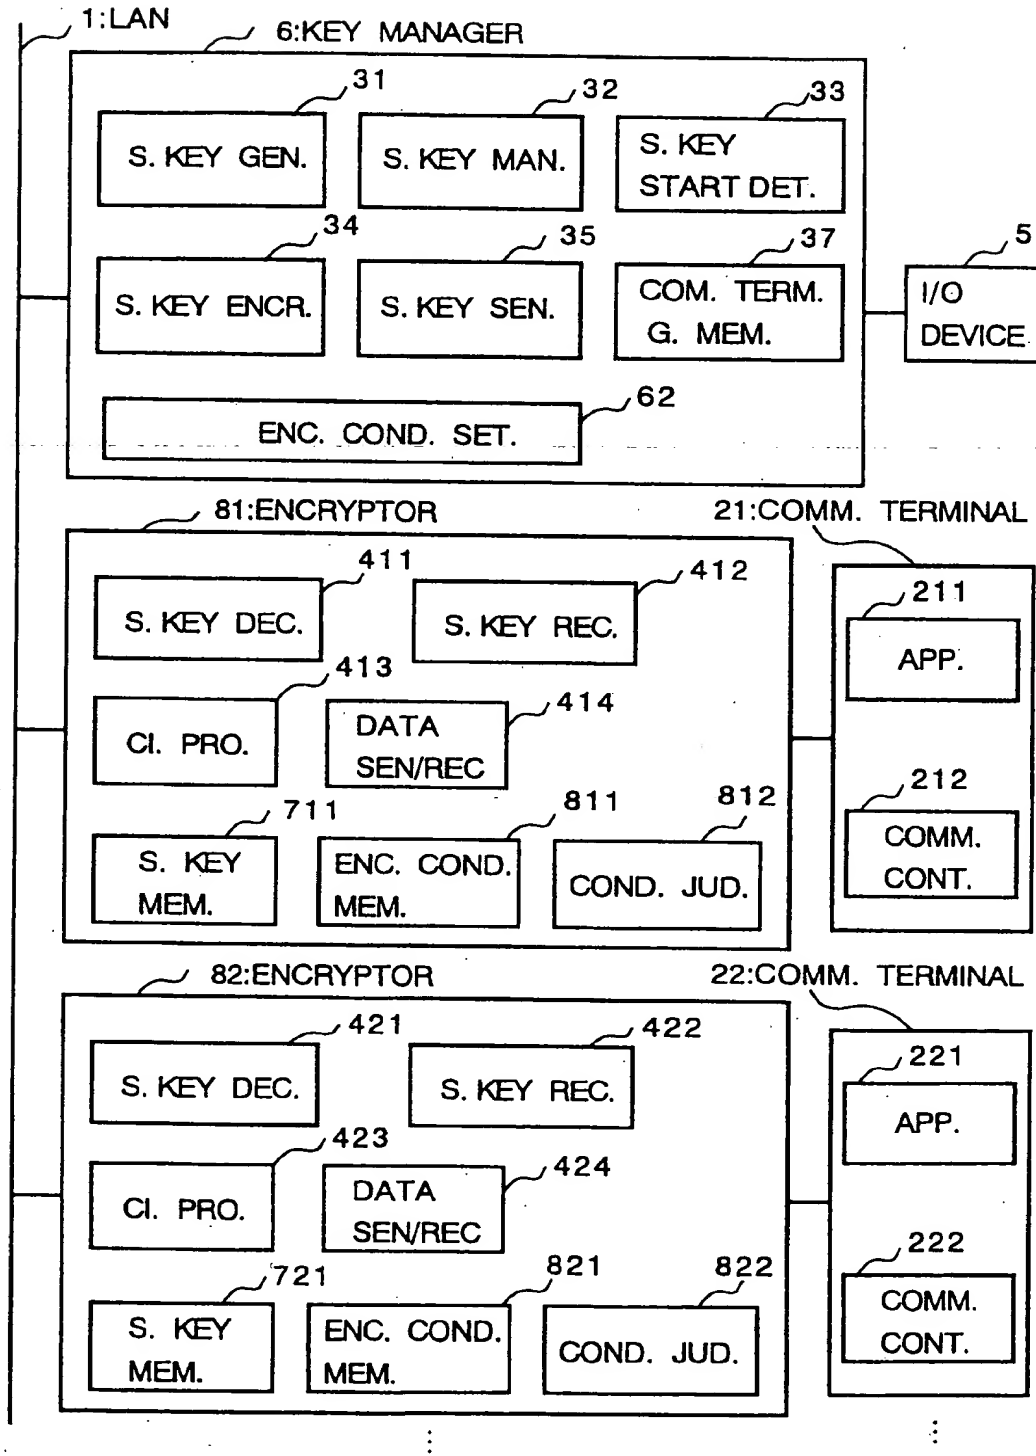 1:LAN
6:KEY MANAGER
31
32
33
S. KEY GEN.
S. KEY MAN.
S. KEY
START DET.
34
35
37
5
S. KEY ENCR.
S. KEY SEN.
COM. TERM.
G. MEM.
I/O
DEVICE
62
ENC. COND. SET.
81:ENCRYPTOR
21:COMM. TERMINAL
411
412
211
S. KEY DEC.
S. KEY REC.
APP.
413
414
CI. PRO.
DATA
SEN/REC
711
811
812
212
S. KEY
MEM.
ENC. COND.
MEM.
COND. JUD.
COMM.
CONT.
82:ENCRYPTOR
22:COMM. TERMINAL
421
422
221
S. KEY DEC.
S. KEY REC.
APP.
423
424
CI. PRO.
DATA
SEN/REC
721
821
822
222
S. KEY
MEM.
ENC. COND.
MEM.
COND. JUD.
COMM.
CONT.